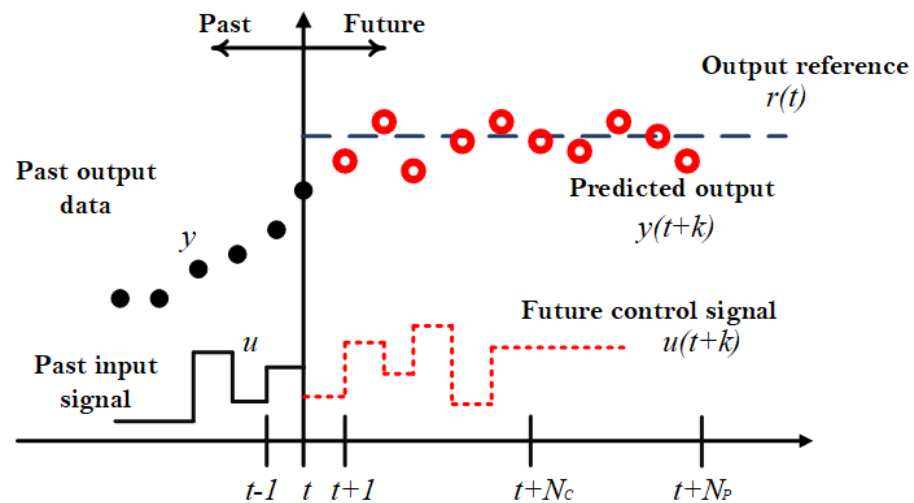 Past
Future
Output reference
r(t)
Past output
data
y
Predicted output
y(t+k)
Future control signal
u(t+k)
Past input
signal
u
t-1
t
t+1
t+Nc
t+NP